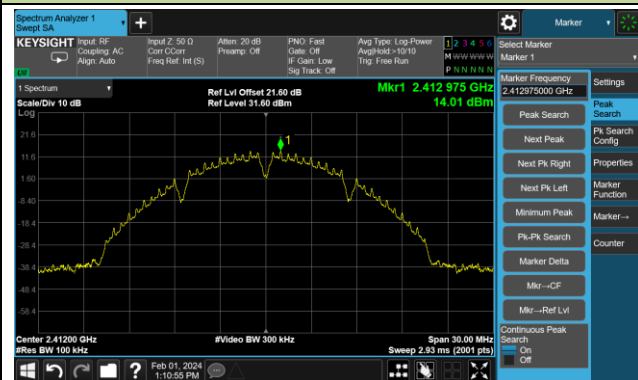 Spectrum Analyzer 1
Swept SA
+
Marker
KEYSIGHT
Input: RF
Coupling: AC
Align: Auto
Input Z: 50 Ω
Corr CCorr
Freq Ref: Int (S)
Atten: 20 dB
Preamp: Off
PNO: Fast
Gate: Off
IF Gain: Low
Sig Track: Off
Avg Type: Log-Power
Avg|Hold:>10/10
Trig: Free Run
1 2 3 4 5 6
M W W W W W
P N N N N N
LXI
Select Marker
Marker 1
1 Spectrum
Scale/Div 10 dB
Log
Ref Lvl Offset 21.60 dB
Ref Level 31.60 dBm
Mkr1 2.412 975 GHz
14.01 dBm
1
21.6
11.6
1.60
-8.40
-18.4
-28.4
-38.4
-48.4
-58.4
Center 2.41200 GHz
#Res BW 100 kHz
#Video BW 300 kHz
Span 30.00 MHz
Sweep 2.93 ms (2001 pts)
Marker Frequency
2.412975000 GHz
Peak Search
Next Peak
Next Pk Right
Next Pk Left
Minimum Peak
Pk-Pk Search
Marker Delta
Mkr→CF
Mkr→Ref Lvl
Continuous Peak
Search
On
Off
Settings
Peak
Search
Pk Search
Config
Properties
Marker
Function
Marker→
Counter
?
Feb 01, 2024
1:10:55 PM